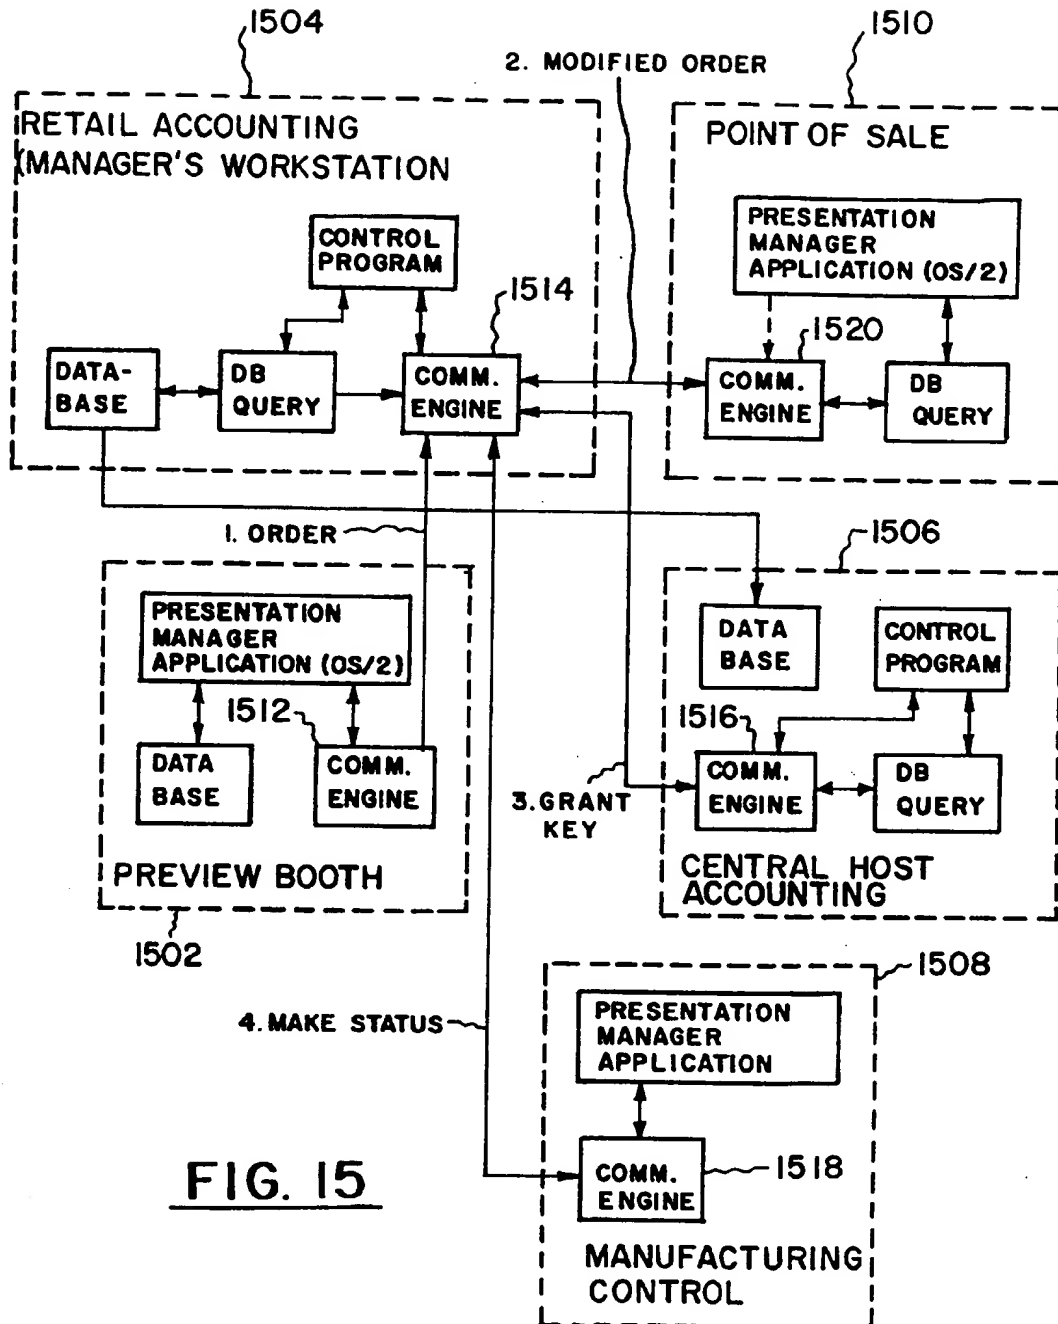 1504
1510
2. MODIFIED ORDER
RETAIL ACCOUNTING
(MANAGER'S WORKSTATION
CONTROL
PROGRAM
1514
DATA-
BASE
DB
QUERY
COMM.
ENGINE
POINT OF SALE
PRESENTATION
MANAGER
APPLICATION (OS/2)
1520
COMM.
ENGINE
DB
QUERY
1. ORDER
1506
PRESENTATION
MANAGER
APPLICATION (OS/2)
1512
DATA
BASE
COMM.
ENGINE
PREVIEW BOOTH
1502
DATA
BASE
CONTROL
PROGRAM
1516
COMM.
ENGINE
DB
QUERY
3. GRANT
KEY
CENTRAL HOST
ACCOUNTING
1508
4. MAKE STATUS
PRESENTATION
MANAGER
APPLICATION
COMM.
ENGINE
1518
MANUFACTURING
CONTROL
FIG. 15